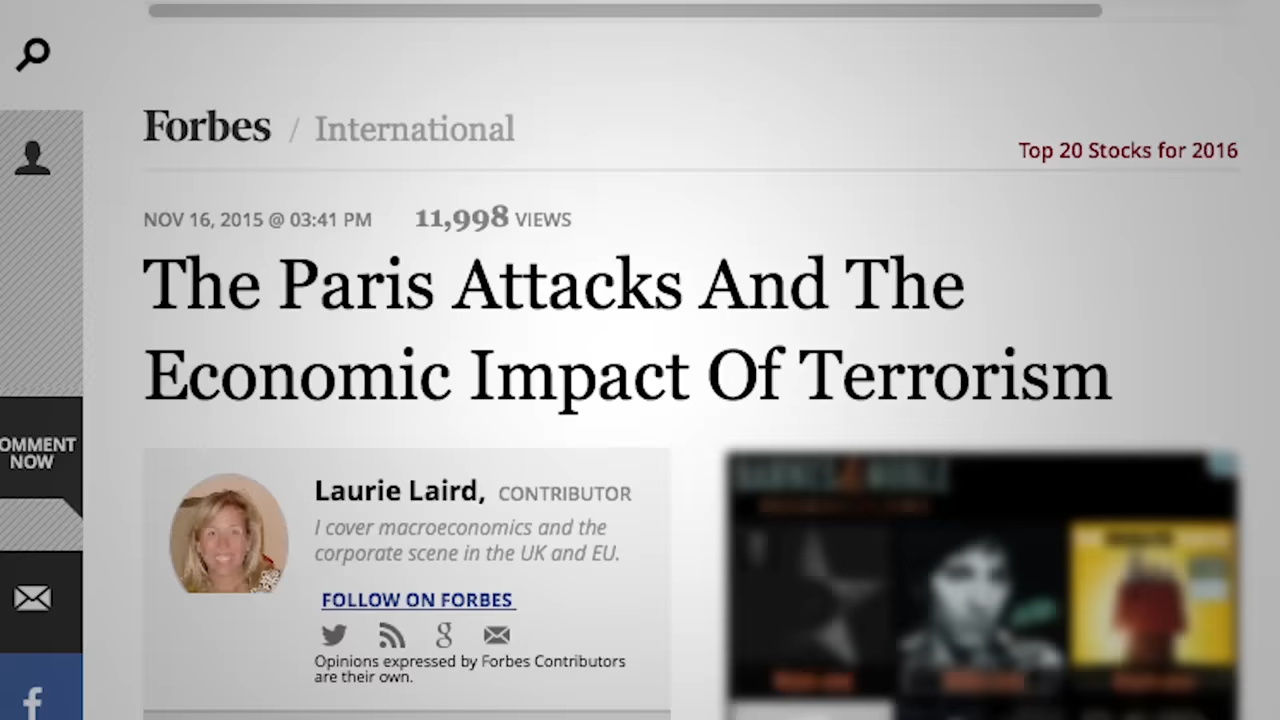 Forbes / International
Top 20 Stocks for 2016
NOV 16, 2015 @ 03:41 PM 11,998 VIEWS
The Paris Attacks And The
Economic Impact Of Terrorism
OMMENT
NOW
Laurie Laird, CONTRIBUTOR
I cover macroeconomics and the
corporate scene in the UK and EU.
FOLLOW ON FORBES
Opinions expressed by Forbes Contributors
are their own.